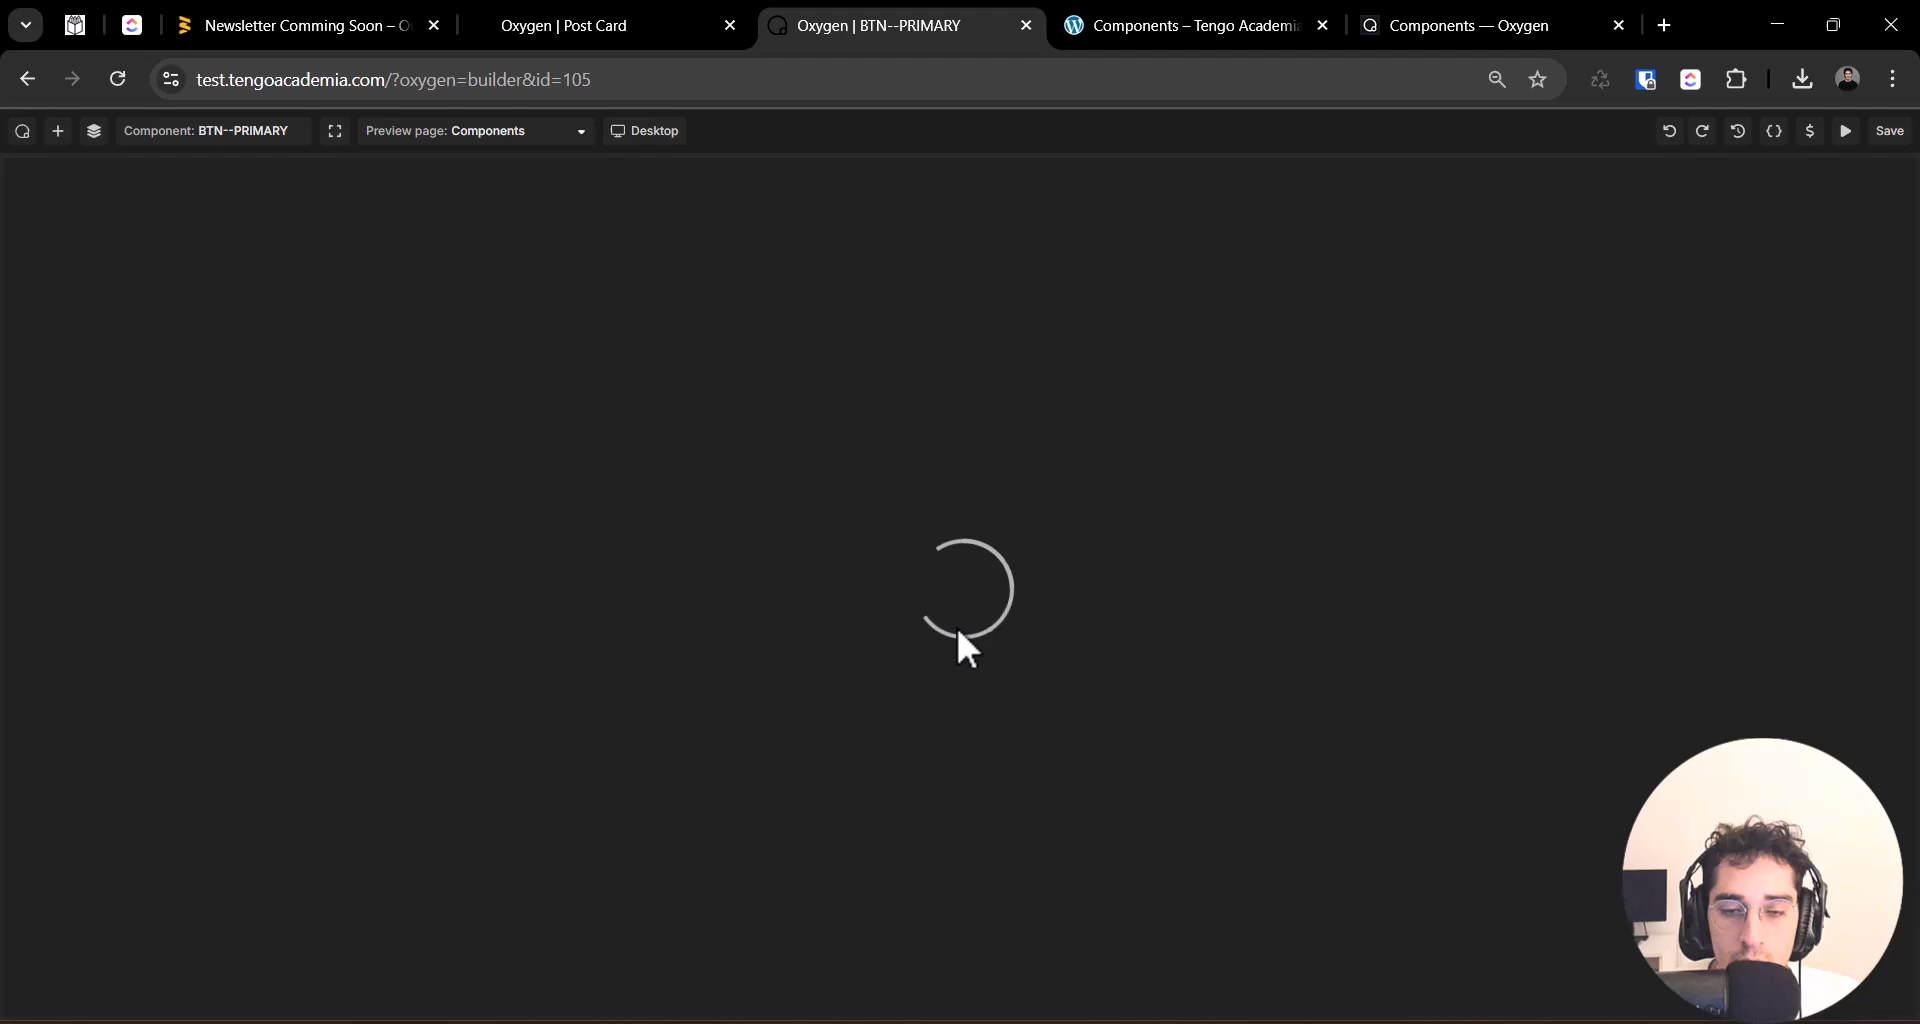 Newsletter Comming Soon – O
Oxygen | Post Card
Oxygen | BTN--PRIMARY
Components – Tengo Academia
Components — Oxygen
test.tengoacademia.com/?oxygen=builder&id=105
Component: BTN--PRIMARY
Preview page: Components
Desktop
Save